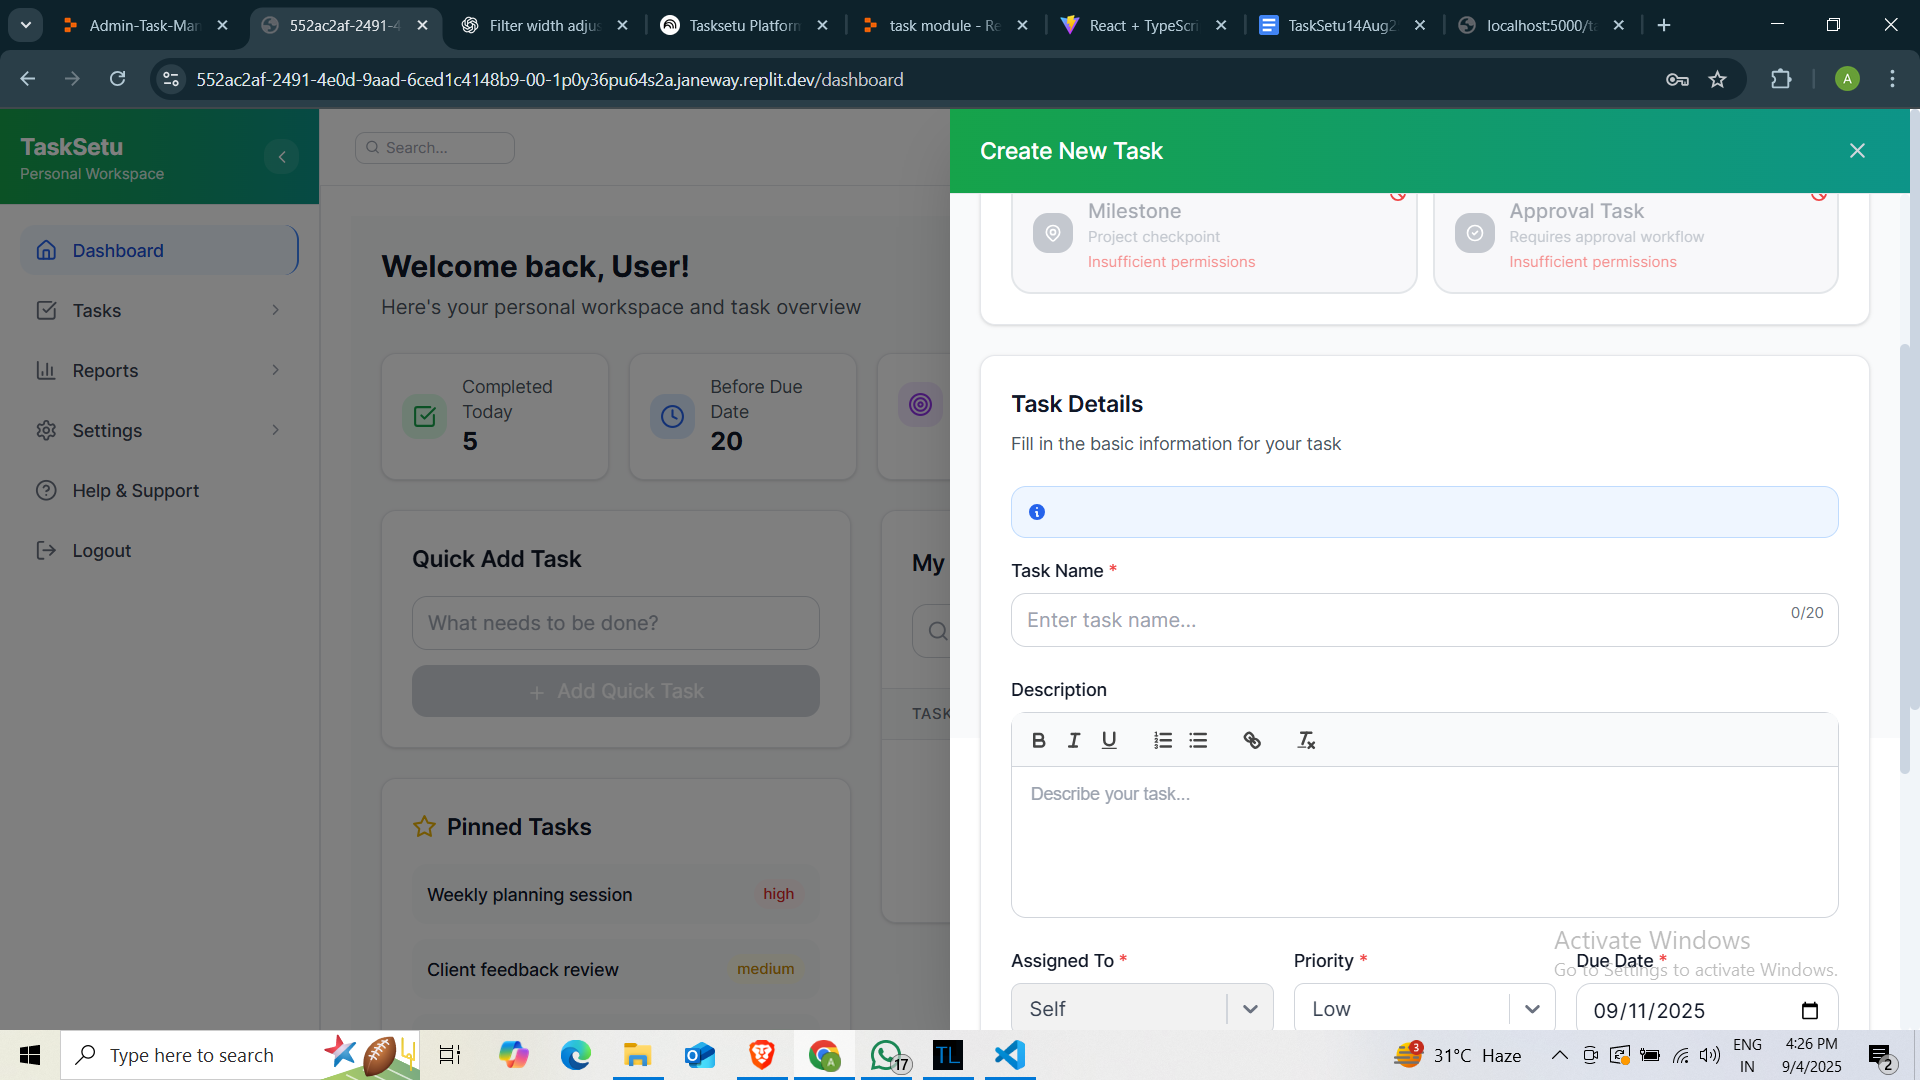 Admin-Task-Man
552ac2af-2491-4
Filter width adjus
Tasksetu Platform
task module - Re
React + TypeScri
TaskSetu14Aug2
localhost:5000/ta
552ac2af-2491-4e0d-9aad-6ced1c4148b9-00-1p0y36pu64s2a.janeway.replit.dev/dashboard
A
TaskSetu
Personal Workspace
Dashboard
Tasks
Reports
Settings
Help & Support
Logout
Search...
Welcome back, User!
Here's your personal workspace and task overview
Completed
Today
5
Before Due
Date
20
Quick Add Task
What needs to be done?
+ Add Quick Task
My
TASK
Pinned Tasks
Weekly planning session
high
Client feedback review
medium
Create New Task
Milestone
Project checkpoint
Insufficient permissions
Approval Task
Requires approval workflow
Insufficient permissions
Task Details
Fill in the basic information for your task
Task Name *
Enter task name...
0/20
Description
Describe your task...
Assigned To *
Priority *
Due Date *
Self
Low
09/11/2025
Activate Windows
Go to Settings to activate Windows.
Type here to search
17
TL
3
31°C Haze
ENG
IN
4:26 PM
9/4/2025
2